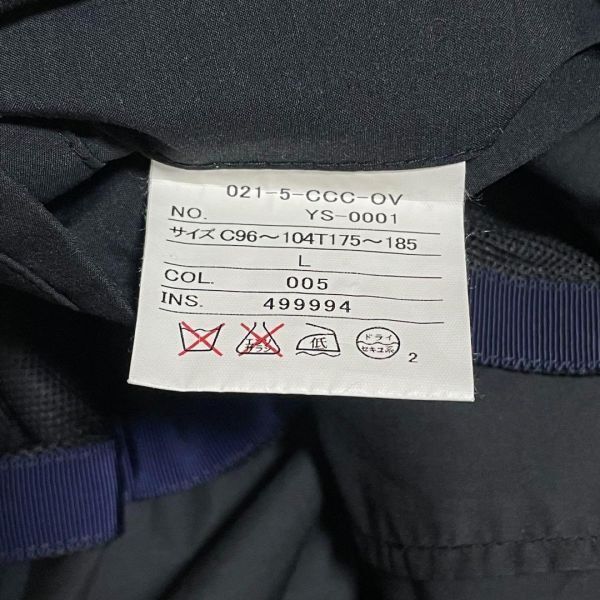 021-5-CCC-OV
NO. YS-0001
サイズ C96～104T175～185
L
COL. 005
INS. 499994
エンソ
サラシ
低
ドライ
セキユ系
2